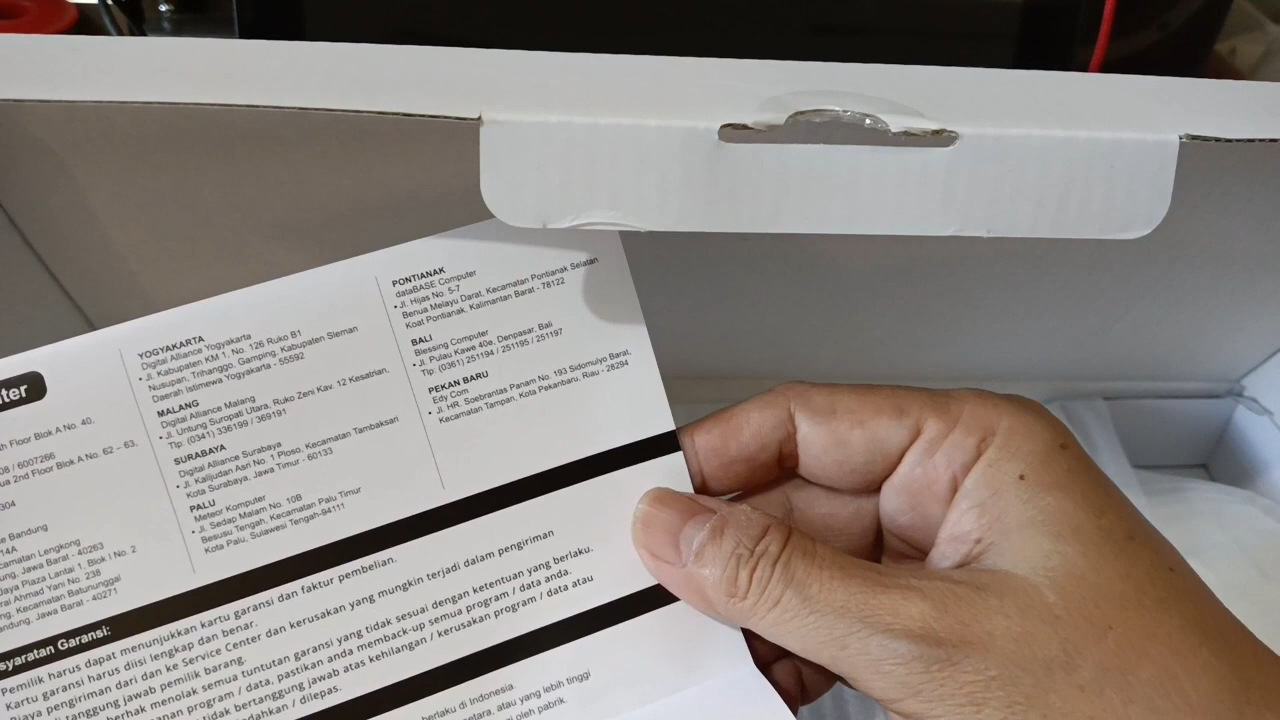 YOGYAKARTA
Digital Alliance Yogyakarta
• Jl. Kabupaten KM 1, No. 126 Ruko B1
Nusupan, Trihanggo, Gamping, Kabupaten Sleman
Daerah Istimewa Yogyakarta - 55592
MALANG
Digital Alliance Malang
• Jl. Untung Suropati Utara, Ruko Zeni Kav. 12 Kesatrian,
Tlp: (0341) 336199 / 369191
SURABAYA
Digital Alliance Surabaya
• Jl. Kalijudan Asri No. 1 Ploso, Kecamatan Tambaksari
Kota Surabaya, Jawa Timur - 60133
PALU
Meteor Komputer
• Jl. Sedap Malam No. 10B
Besusu Tengah, Kecamatan Palu Timur
Kota Palu, Sulawesi Tengah-94111
PONTIANAK
dataBASE Computer
• Jl. Hijas No. 5-7
Benua Melayu Darat, Kecamatan Pontianak Selatan
Koat Pontianak, Kalimantan Barat - 78122
BALI
Blessing Computer
• Jl. Pulau Kawe 40e, Denpasar, Bali
Tlp: (0361) 251194 / 251195 / 251197
PEKAN BARU
Edy Com
• Jl. HR. Soebrantas Panam No. 193 Sidomulyo Barat,
Kecamatan Tampan, Kota Pekanbaru, Riau - 28294
Floor Blok A No. 40,
08 / 6007266
2nd Floor Blok A No. 62 – 63,
304
Bandung
14A
Lengkong
Jawa Barat - 40263
Plaza Lantai 1, Blok I No. 2
Ahmad Yani No. 238
Kecamatan Batununggal
Jawa Barat - 40271
Garansi:
Pemilik harus dapat menunjukkan kartu garansi dan faktur pembelian.
Kartu garansi harus diisi lengkap dan benar.
pengiriman dari dan ke Service Center dan kerusakan yang mungkin terjadi dalam pengiriman
tanggung jawab pemilik barang.
berhak menolak semua tuntutan garansi yang tidak sesuai dengan ketentuan yang berlaku.
program / data, pastikan anda memback-up semua program / data anda.
tidak bertanggung jawab atas kehilangan / kerusakan program / data atau
/ dilepas.
berlaku di Indonesia.
atau yang lebih tinggi
oleh pabrik.